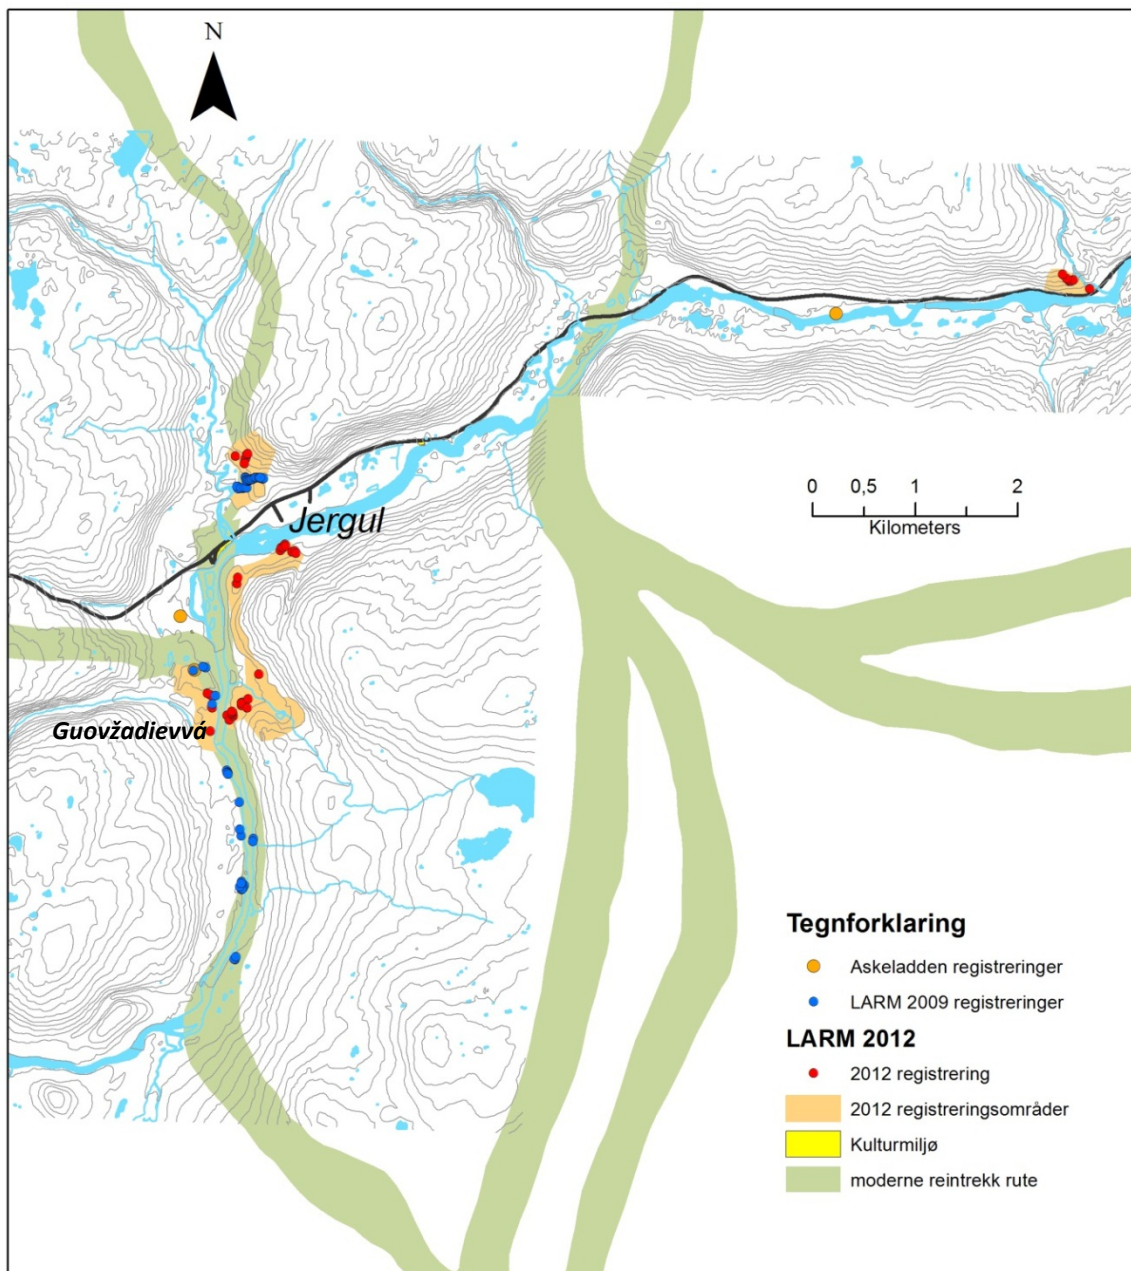 N
0 0,5 1 2
Kilometers
Jergul
Guovžadievvá
Tegnforklaring
Askeladden registreringer
LARM 2009 registreringer
LARM 2012
2012 registrering
2012 registreringsområder
Kulturmiljø
moderne reintrekk rute